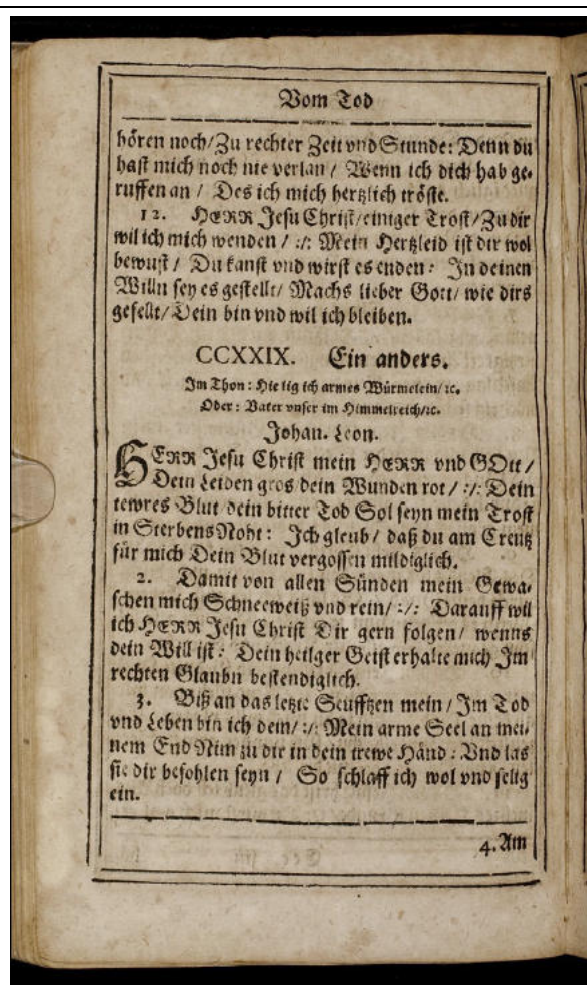 Vom Tod
hören noch/Zu rechter Zeit vnd Stunde: Denn du
hast mich noch nie verlan / Wenn ich dich hab ge-
ruffen an / Des ich mich hertzlich tröste.
12. HERR Jesu Christ/einiger Trost/Zu dir
wil ich mich wenden / :/: Mein Hertzleid ist dir wol
bewust / Du kanst vnd wirst es enden: In deinen
Willn sey es gestellt/ Machs lieber Gott/ wie dirs
gefellt/Dein bin vnd wil ich bleiben.
CCXXIX. Ein anders.
Im Thon: Hie lig ich armes Würmelein/ꝛc.
Oder: Vater vnser im Himmelreich/ꝛc.
Johan. Leon.
HERR Jesu Christ mein HERR vnd GOtt /
Dein Leiden gros dein Wunden rot / :/: Dein
tewres Blut dein bitter Tod Sol seyn mein Trost
in SterbensNoht: Ich gleub / daß du am Creutz
für mich Dein Blut vergossen mildiglich.
2. Damit von allen Sünden mein Gewa-
schen mich Schneeweiß vnd rein/ :/: Darauff wil
ich HERR Jesu Christ Dir gern folgen/ wenns
dein Will ist: Dein heilger Geist erhalte mich Im
rechten Glaubn bestendiglich.
3. Biß an das letzte Seufftzen mein / Im Tod
vnd Leben bin ich dein/ :/: Mein arme Seel an mei-
nem End Nim zu dir in dein trewe Händ: Vnd las
sie dir befohlen seyn / So schlaff ich wol vnd selig
ein.
4. Am